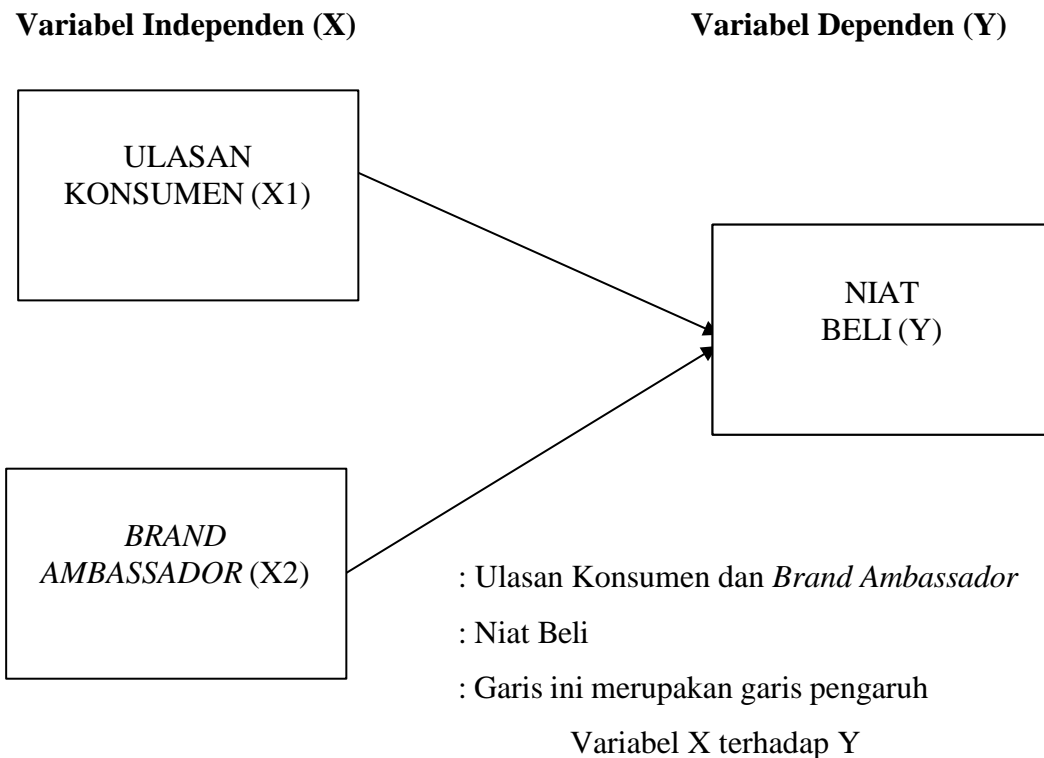 Variabel Independen (X)
Variabel Dependen (Y)
ULASAN
KONSUMEN (X1)
NIAT
BELI (Y)
BRAND
AMBASSADOR (X2)
: Ulasan Konsumen dan Brand Ambassador
: Niat Beli
: Garis ini merupakan garis pengaruh
Variabel X terhadap Y